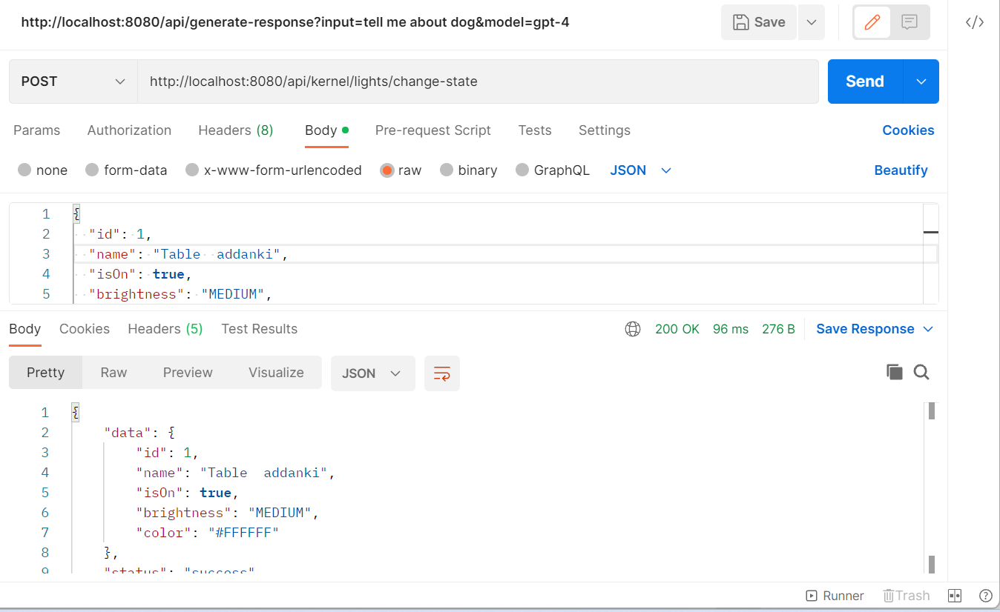 http://localhost:8080/api/generate-response?input=tell me about dog&model=gpt-4
Save
</>
POST
http://localhost:8080/api/kernel/lights/change-state
Send
Params Authorization Headers (8) Body Pre-request Script Tests Settings Cookies
none form-data x-www-form-urlencoded raw binary GraphQL JSON Beautify
1 {
2 "id": 1,
3 "name": "Table  addanki",
4 "isOn": true,
5 "brightness": "MEDIUM",
Body Cookies Headers (5) Test Results 200 OK 96 ms 276 B Save Response
Pretty Raw Preview Visualize JSON
1 {
2 "data": {
3 "id": 1,
4 "name": "Table  addanki",
5 "isOn": true,
6 "brightness": "MEDIUM",
7 "color": "#FFFFFF"
8 },
9 "status": "success"
Runner Trash